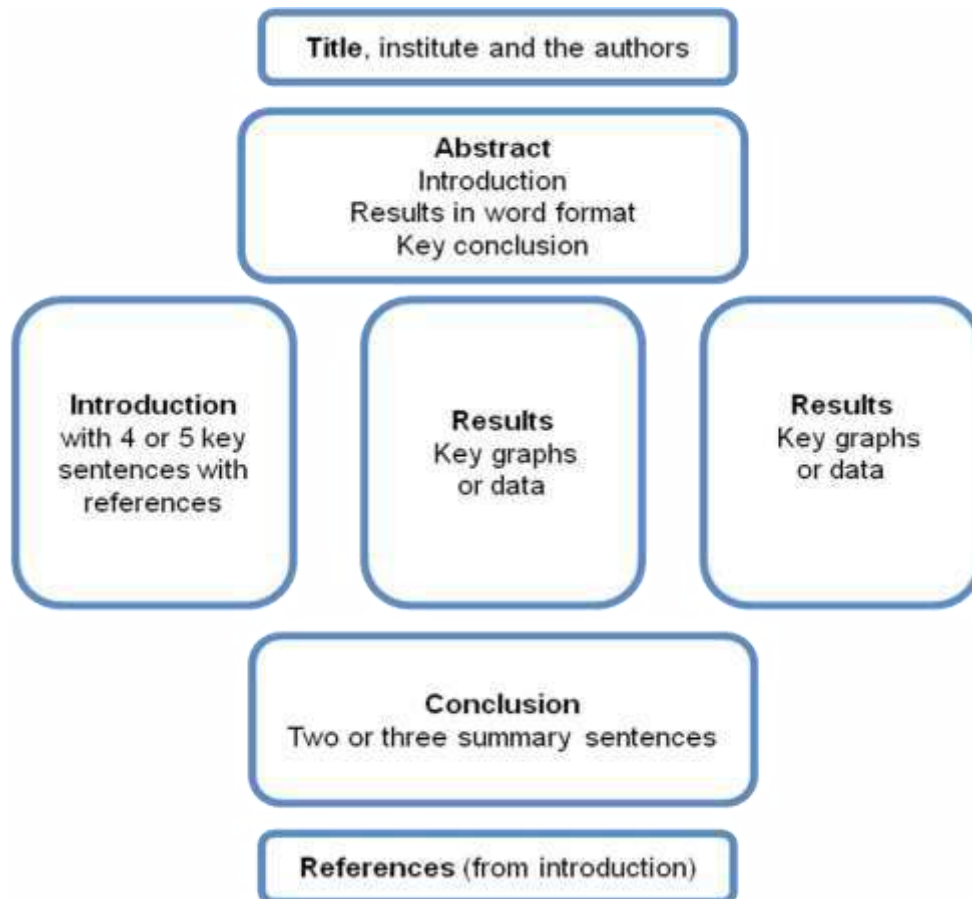 Title, institute and the authors
Abstract
Introduction
Results in word format
Key conclusion
Introduction
with 4 or 5 key
sentences with
references
Results
Key graphs
or data
Results
Key graphs
or data
Conclusion
Two or three summary sentences
References (from introduction)